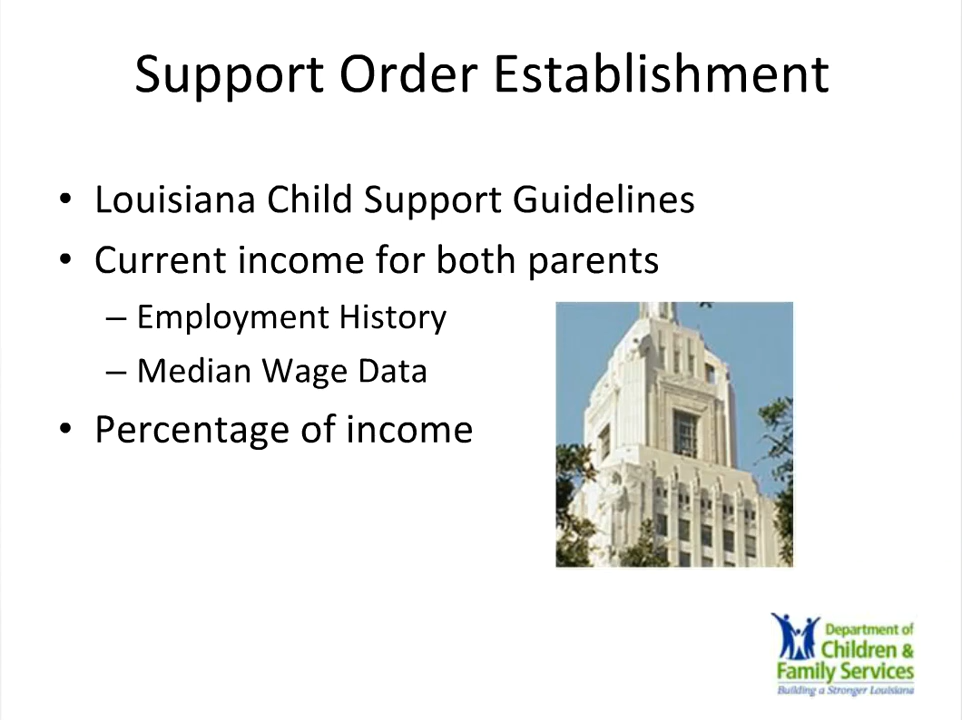 Support Order Establishment
• Louisiana Child Support Guidelines
• Current income for both parents
– Employment History
– Median Wage Data
• Percentage of income
Department of
Children &
Family Services
Building a Stronger Louisiana